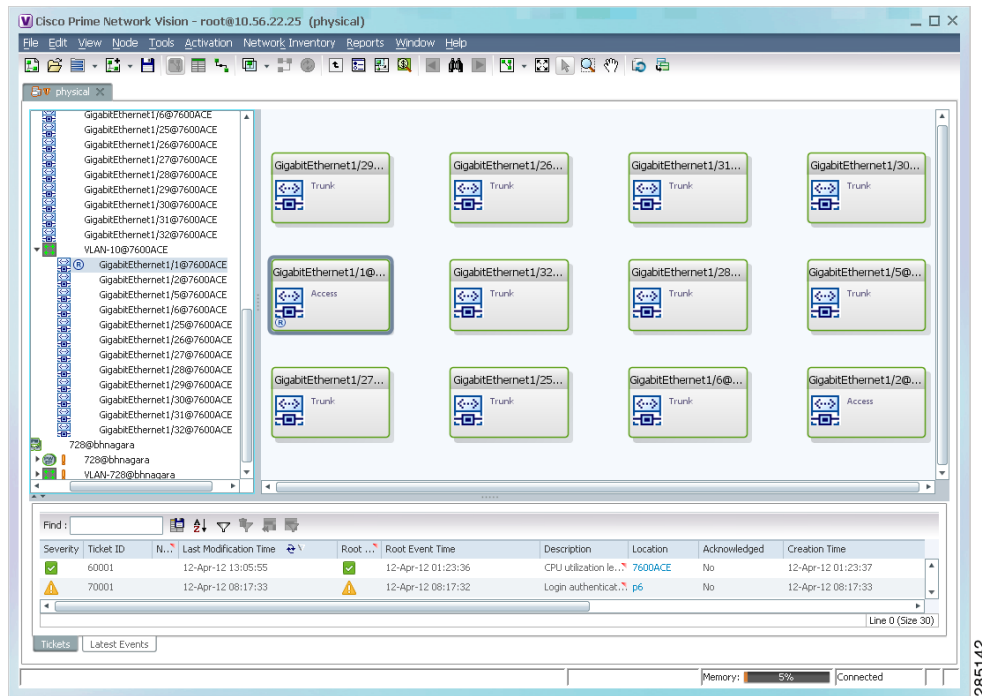 Cisco Prime Network Vision - root@10.56.22.25 (physical)
File Edit View Node Tools Activation Network Inventory Reports Window Help
physical
GigabitEthernet1/6@7600ACE
GigabitEthernet1/25@7600ACE
GigabitEthernet1/26@7600ACE
GigabitEthernet1/27@7600ACE
GigabitEthernet1/28@7600ACE
GigabitEthernet1/29@7600ACE
GigabitEthernet1/30@7600ACE
GigabitEthernet1/31@7600ACE
GigabitEthernet1/32@7600ACE
VLAN-10@7600ACE
GigabitEthernet1/1@7600ACE
GigabitEthernet1/2@7600ACE
GigabitEthernet1/5@7600ACE
GigabitEthernet1/6@7600ACE
GigabitEthernet1/25@7600ACE
GigabitEthernet1/26@7600ACE
GigabitEthernet1/27@7600ACE
GigabitEthernet1/28@7600ACE
GigabitEthernet1/29@7600ACE
GigabitEthernet1/30@7600ACE
GigabitEthernet1/31@7600ACE
GigabitEthernet1/32@7600ACE
728@bhnagara
728@bhnagara
VLAN-728@bhnagara
GigabitEthernet1/29... GigabitEthernet1/26... GigabitEthernet1/31... GigabitEthernet1/30...
Trunk Trunk Trunk Trunk
GigabitEthernet1/1@... GigabitEthernet1/32... GigabitEthernet1/28... GigabitEthernet1/5@...
Access Trunk Trunk Trunk
R
GigabitEthernet1/27... GigabitEthernet1/25... GigabitEthernet1/6@... GigabitEthernet1/2@...
Trunk Trunk Trunk Access
Find :
Severity Ticket ID N... Last Modification Time Root ... Root Event Time Description Location Acknowledged Creation Time
60001 12-Apr-12 13:05:55 12-Apr-12 01:23:36 CPU utilization le... 7600ACE No 12-Apr-12 01:23:37
70001 12-Apr-12 08:17:33 12-Apr-12 08:17:32 Login authenticat... p6 No 12-Apr-12 08:17:33
Line 0 (Size 30)
Tickets Latest Events
Memory: 5% Connected
285142